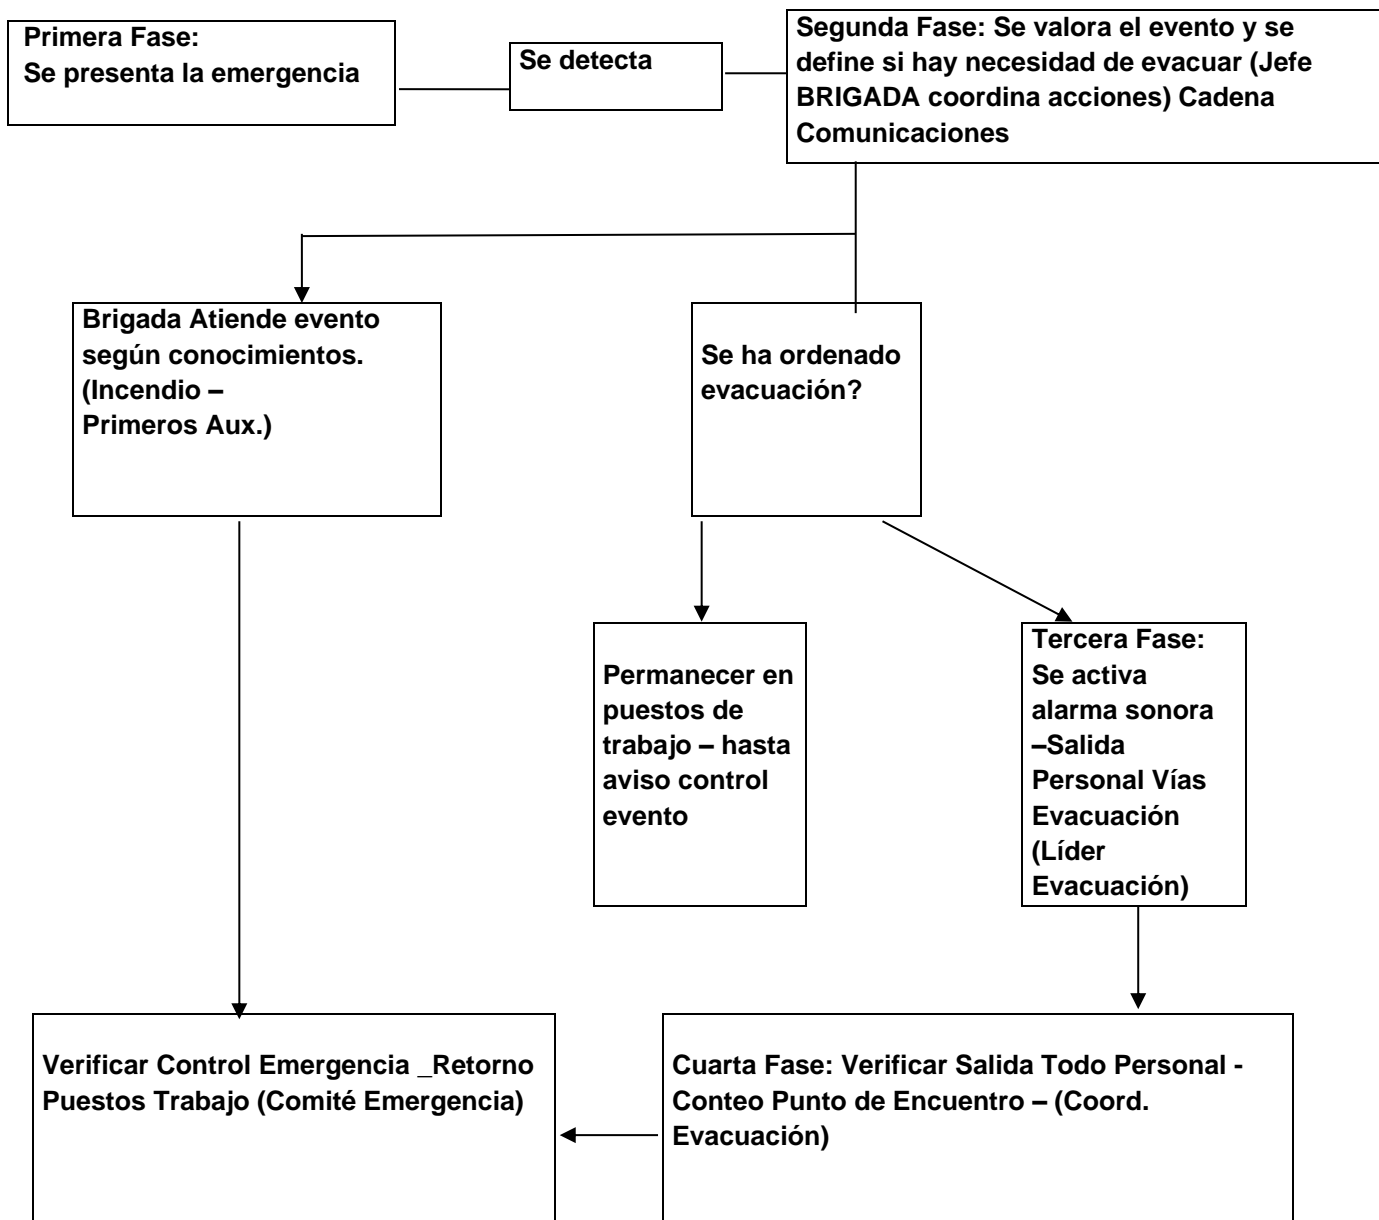 Primera Fase:
Se presenta la emergencia
Se detecta
Segunda Fase: Se valora el evento y se
define si hay necesidad de evacuar (Jefe
BRIGADA coordina acciones) Cadena
Comunicaciones
Brigada Atiende evento
según conocimientos.
(Incendio –
Primeros Aux.)
Se ha ordenado
evacuación?
Permanecer en
puestos de
trabajo – hasta
aviso control
evento
Tercera Fase:
Se activa
alarma sonora
–Salida
Personal Vías
Evacuación
(Líder
Evacuación)
Verificar Control Emergencia _Retorno
Puestos Trabajo (Comité Emergencia)
Cuarta Fase: Verificar Salida Todo Personal -
Conteo Punto de Encuentro – (Coord.
Evacuación)